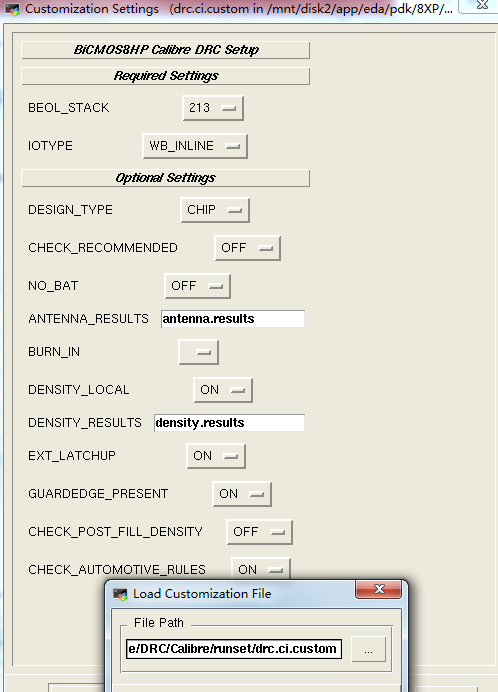 Customization Settings (drc.ci.custom in /mnt/disk2/app/eda/pdk/8XP/...
BiCMOS8HP Calibre DRC Setup
Required Settings
BEOL_STACK 213
IOTYPE WB_INLINE
Optional Settings
DESIGN_TYPE CHIP
CHECK_RECOMMENDED OFF
NO_BAT OFF
ANTENNA_RESULTS antenna.results
BURN_IN
DENSITY_LOCAL ON
DENSITY_RESULTS density.results
EXT_LATCHUP ON
GUARDEDGE_PRESENT ON
CHECK_POST_FILL_DENSITY OFF
CHECK_AUTOMOTIVE_RULES ON
Load Customization File
File Path
e/DRC/Calibre/runset/drc.ci.custom ...